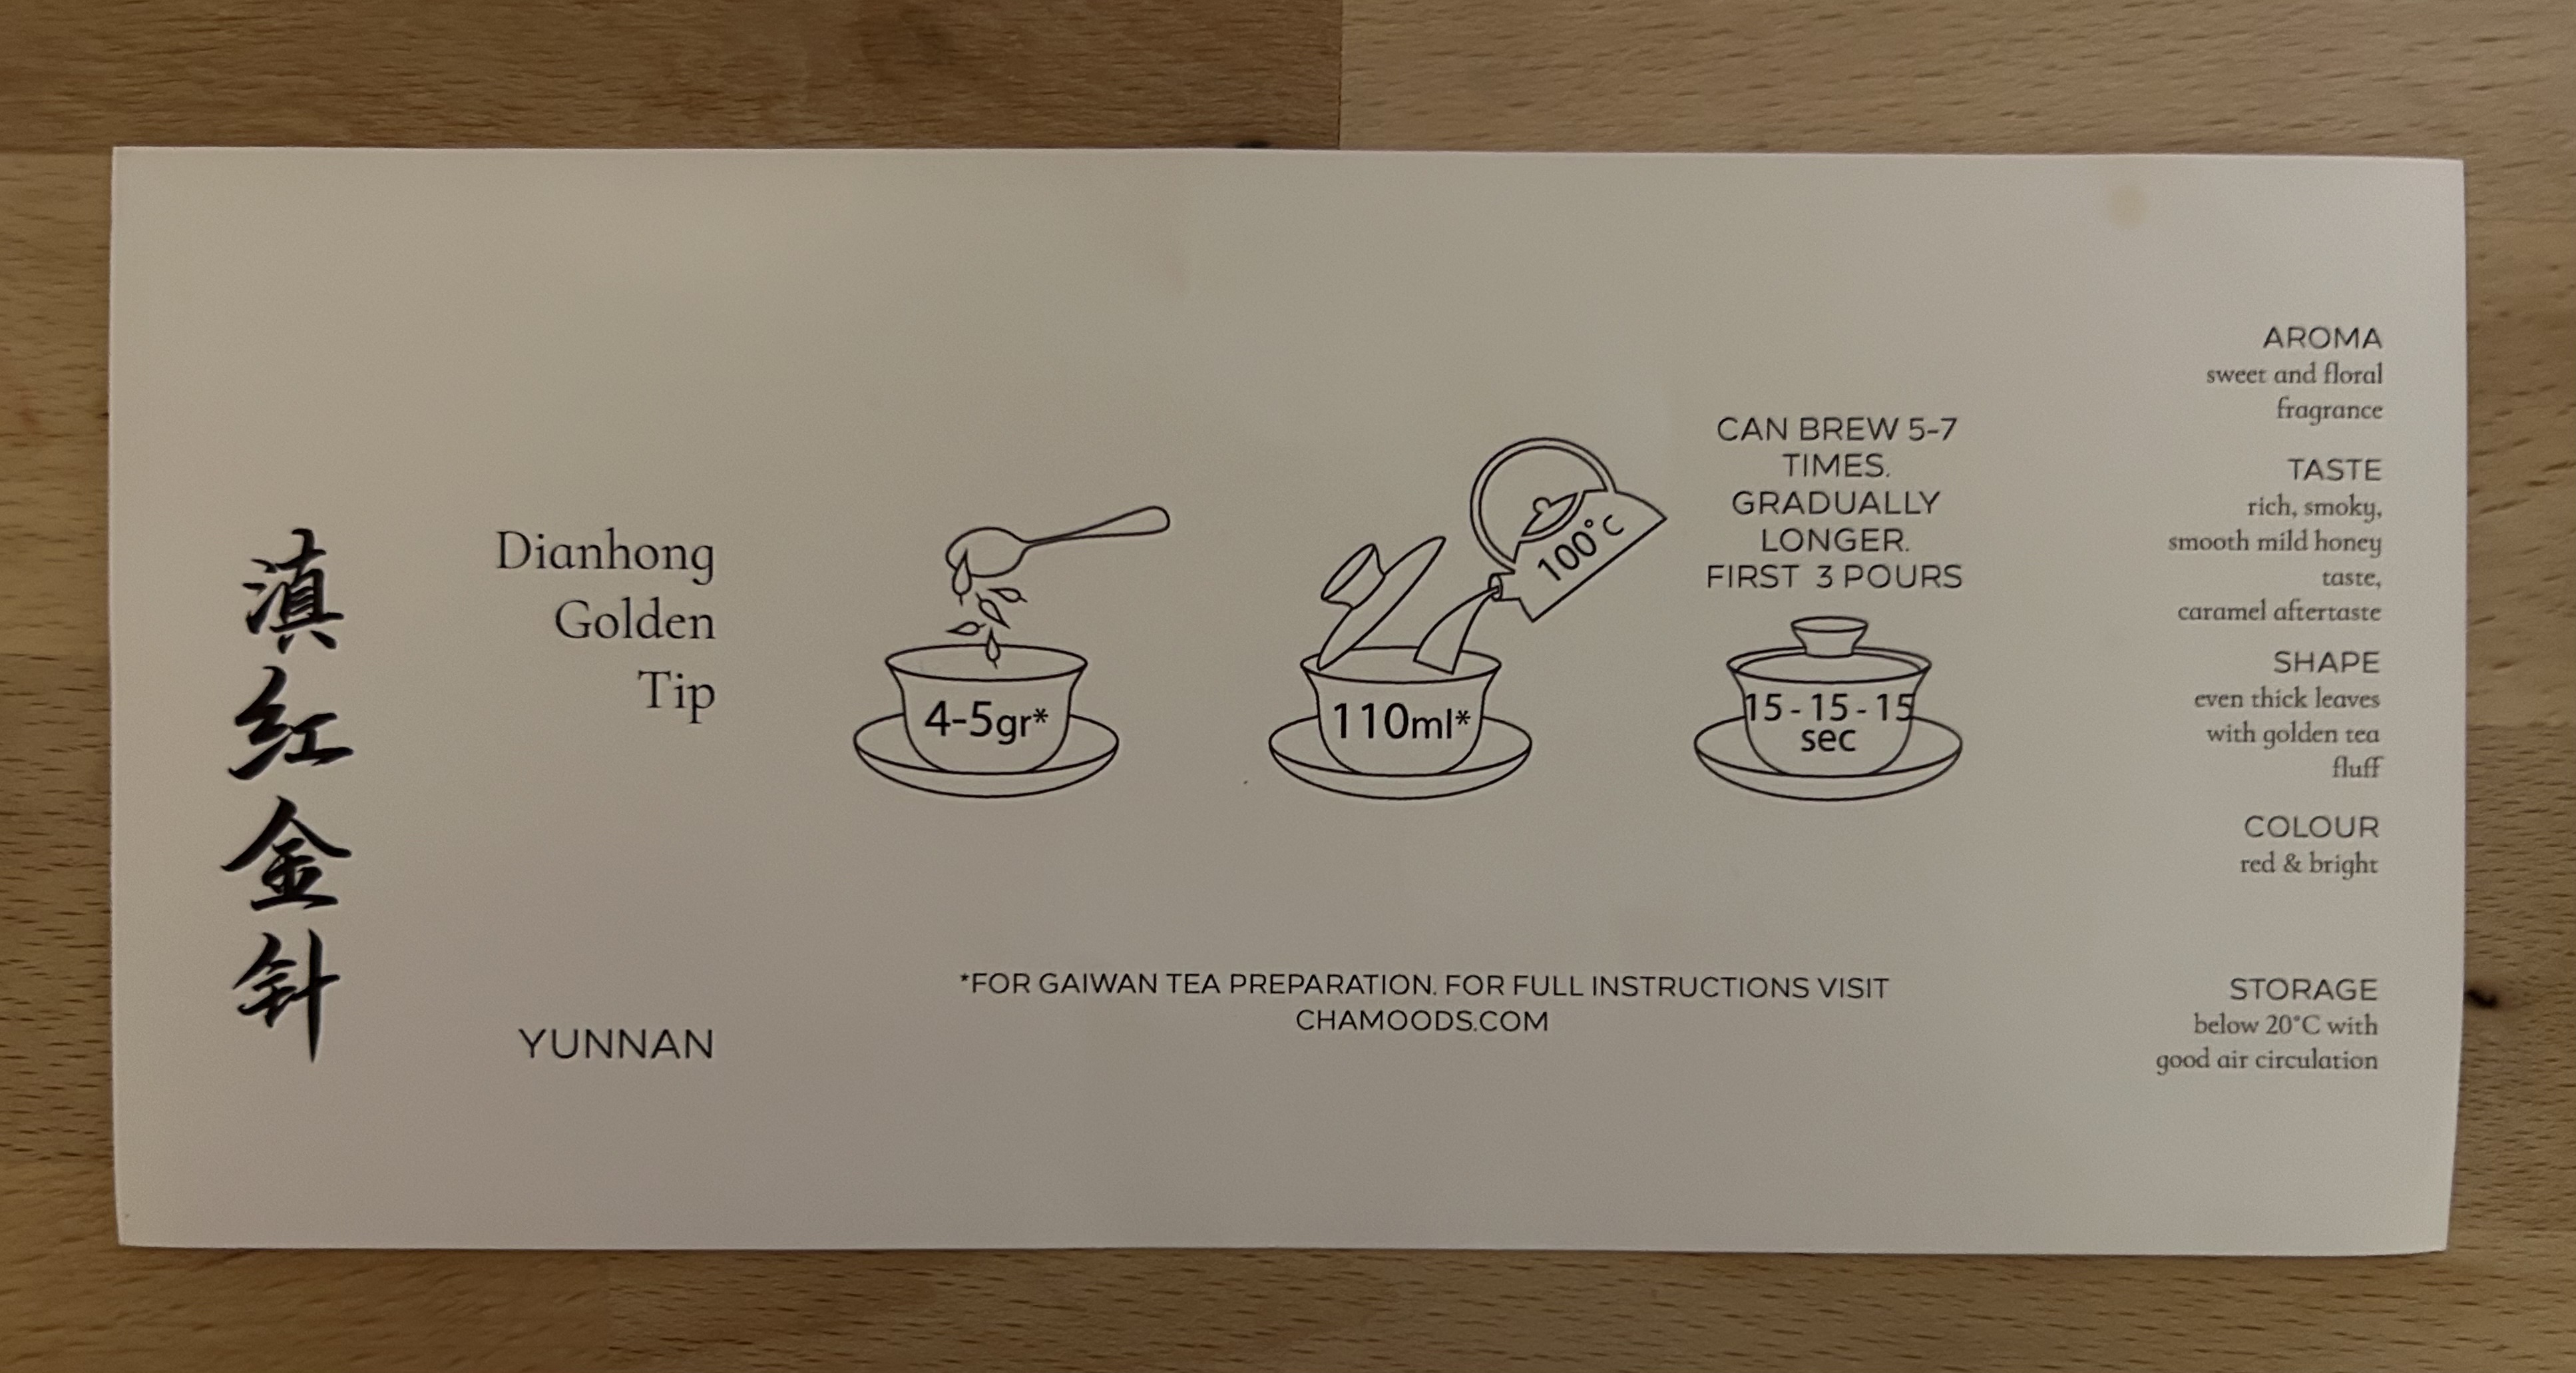 滇红金针
Dianhong
Golden
Tip
YUNNAN
4-5gr*
100°C
110ml*
CAN BREW 5-7
TIMES.
GRADUALLY
LONGER.
FIRST 3 POURS
15 - 15 - 15
sec
*FOR GAIWAN TEA PREPARATION. FOR FULL INSTRUCTIONS VISIT
CHAMOODS.COM
AROMA
sweet and floral
fragrance
TASTE
rich, smoky,
smooth mild honey
taste,
caramel aftertaste
SHAPE
even thick leaves
with golden tea
fluff
COLOUR
red & bright
STORAGE
below 20°C with
good air circulation